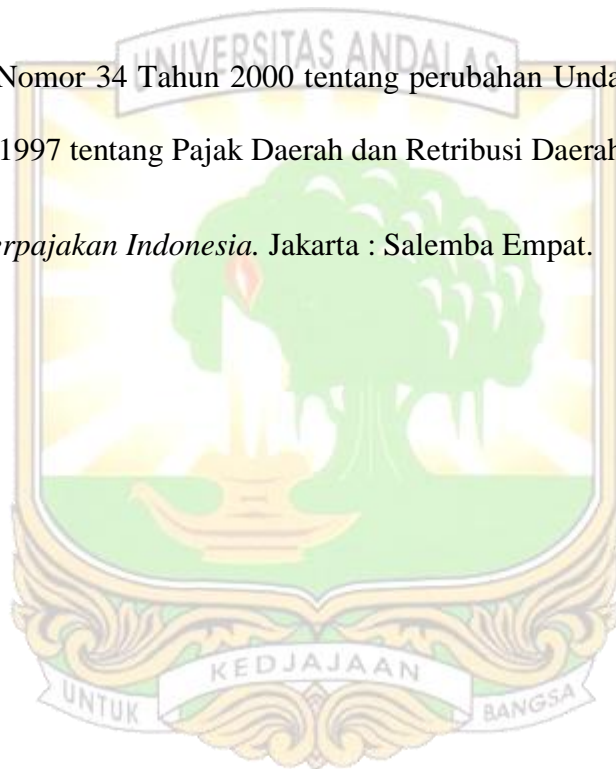 UNIVERSITAS ANDALAS
Nomor 34 Tahun 2000 tentang perubahan Unda
1997 tentang Pajak Daerah dan Retribusi Daerah
erpajakan Indonesia. Jakarta : Salemba Empat.
UNTUK KEDJAJAAN BANGSA